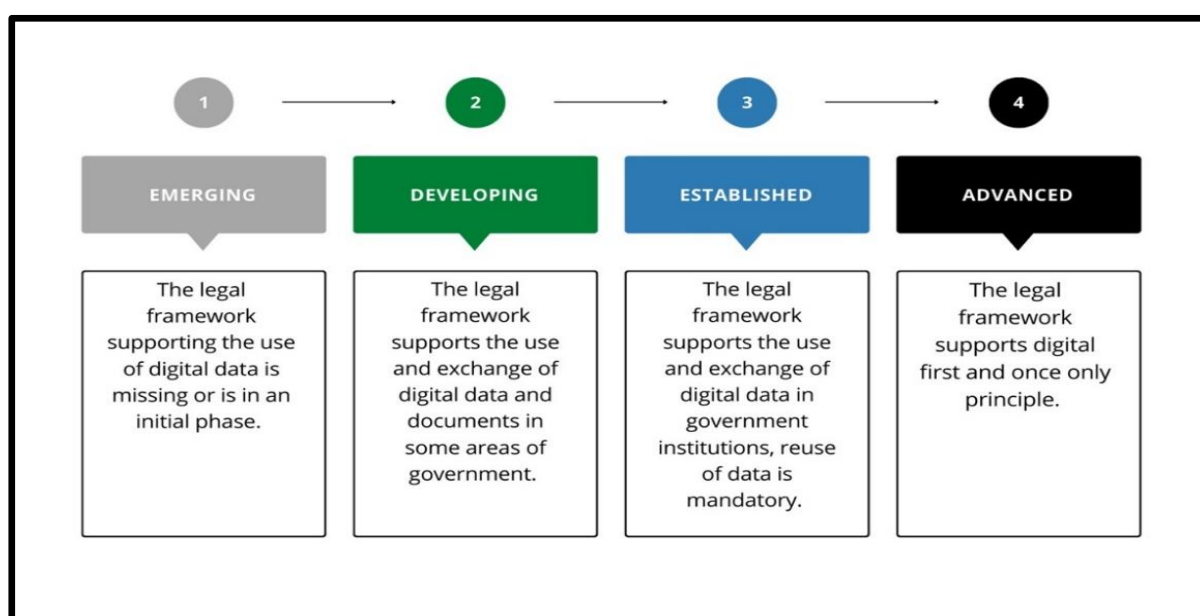 1
2
3
4
EMERGING
DEVELOPING
ESTABLISHED
ADVANCED
The legal
framework
supporting the use
of digital data is
missing or is in an
initial phase.
The legal
framework
supports the use
and exchange of
digital data and
documents in
some areas of
government.
The legal
framework
supports the use
and exchange of
digital data in
government
institutions, reuse
of data is
mandatory.
The legal
framework
supports digital
first and once only
principle.